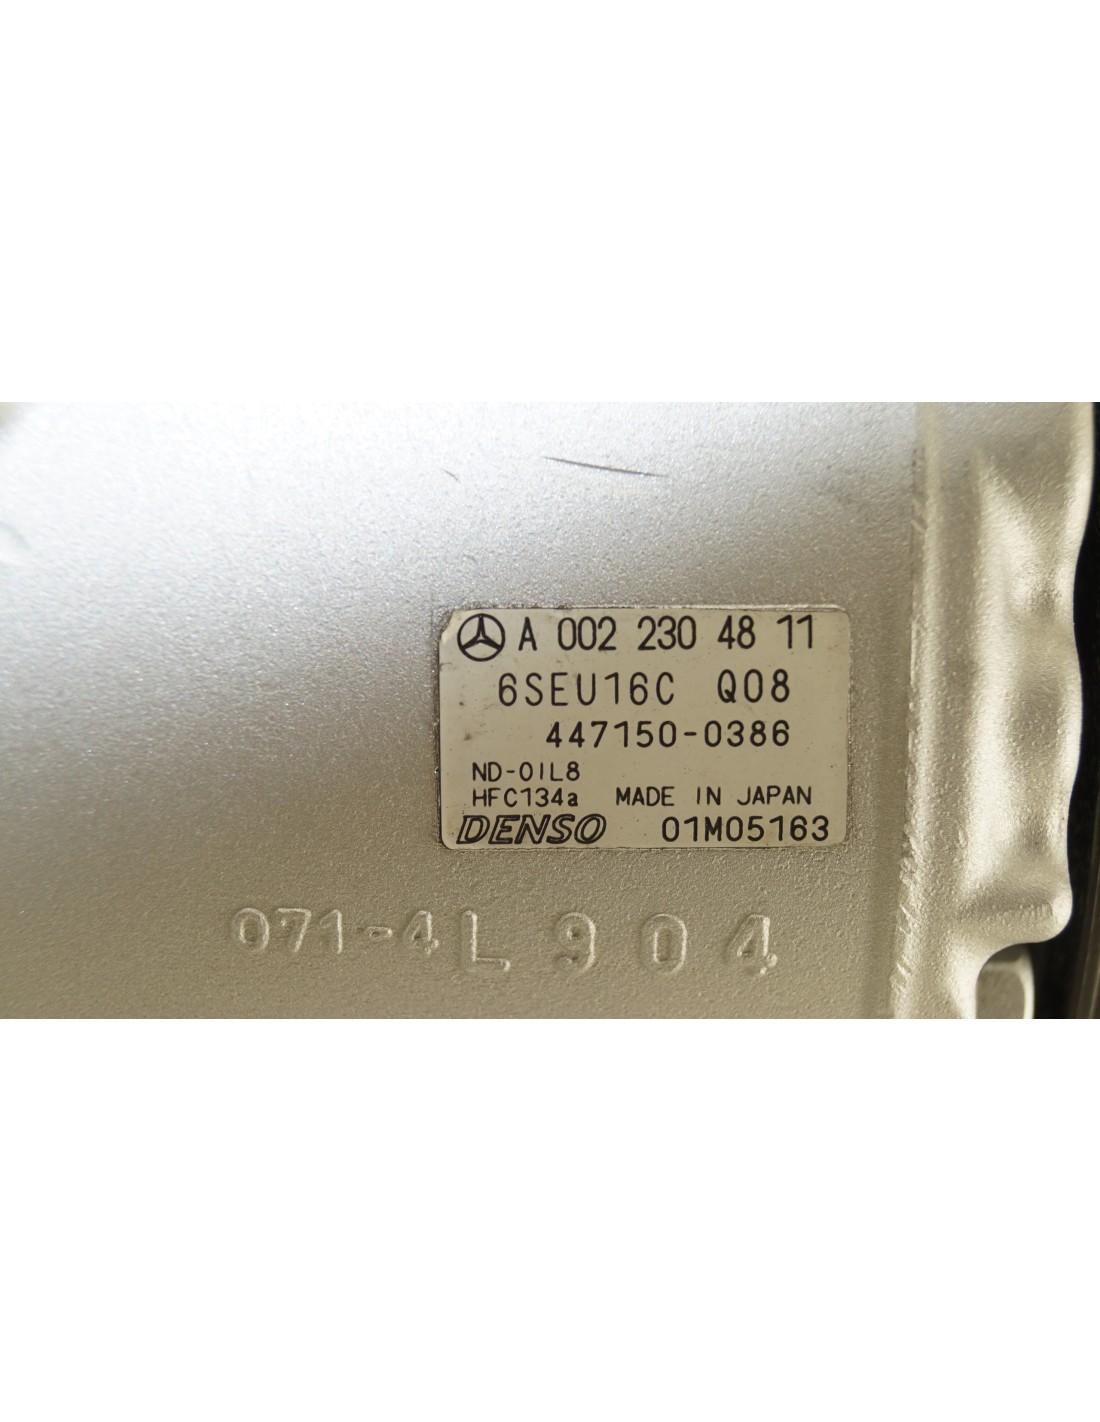 A 002 230 48 11
6SEU16C Q08
447150-0386
ND-OIL8
HFC134a MADE IN JAPAN
DENSO 01M05163
071-4L904